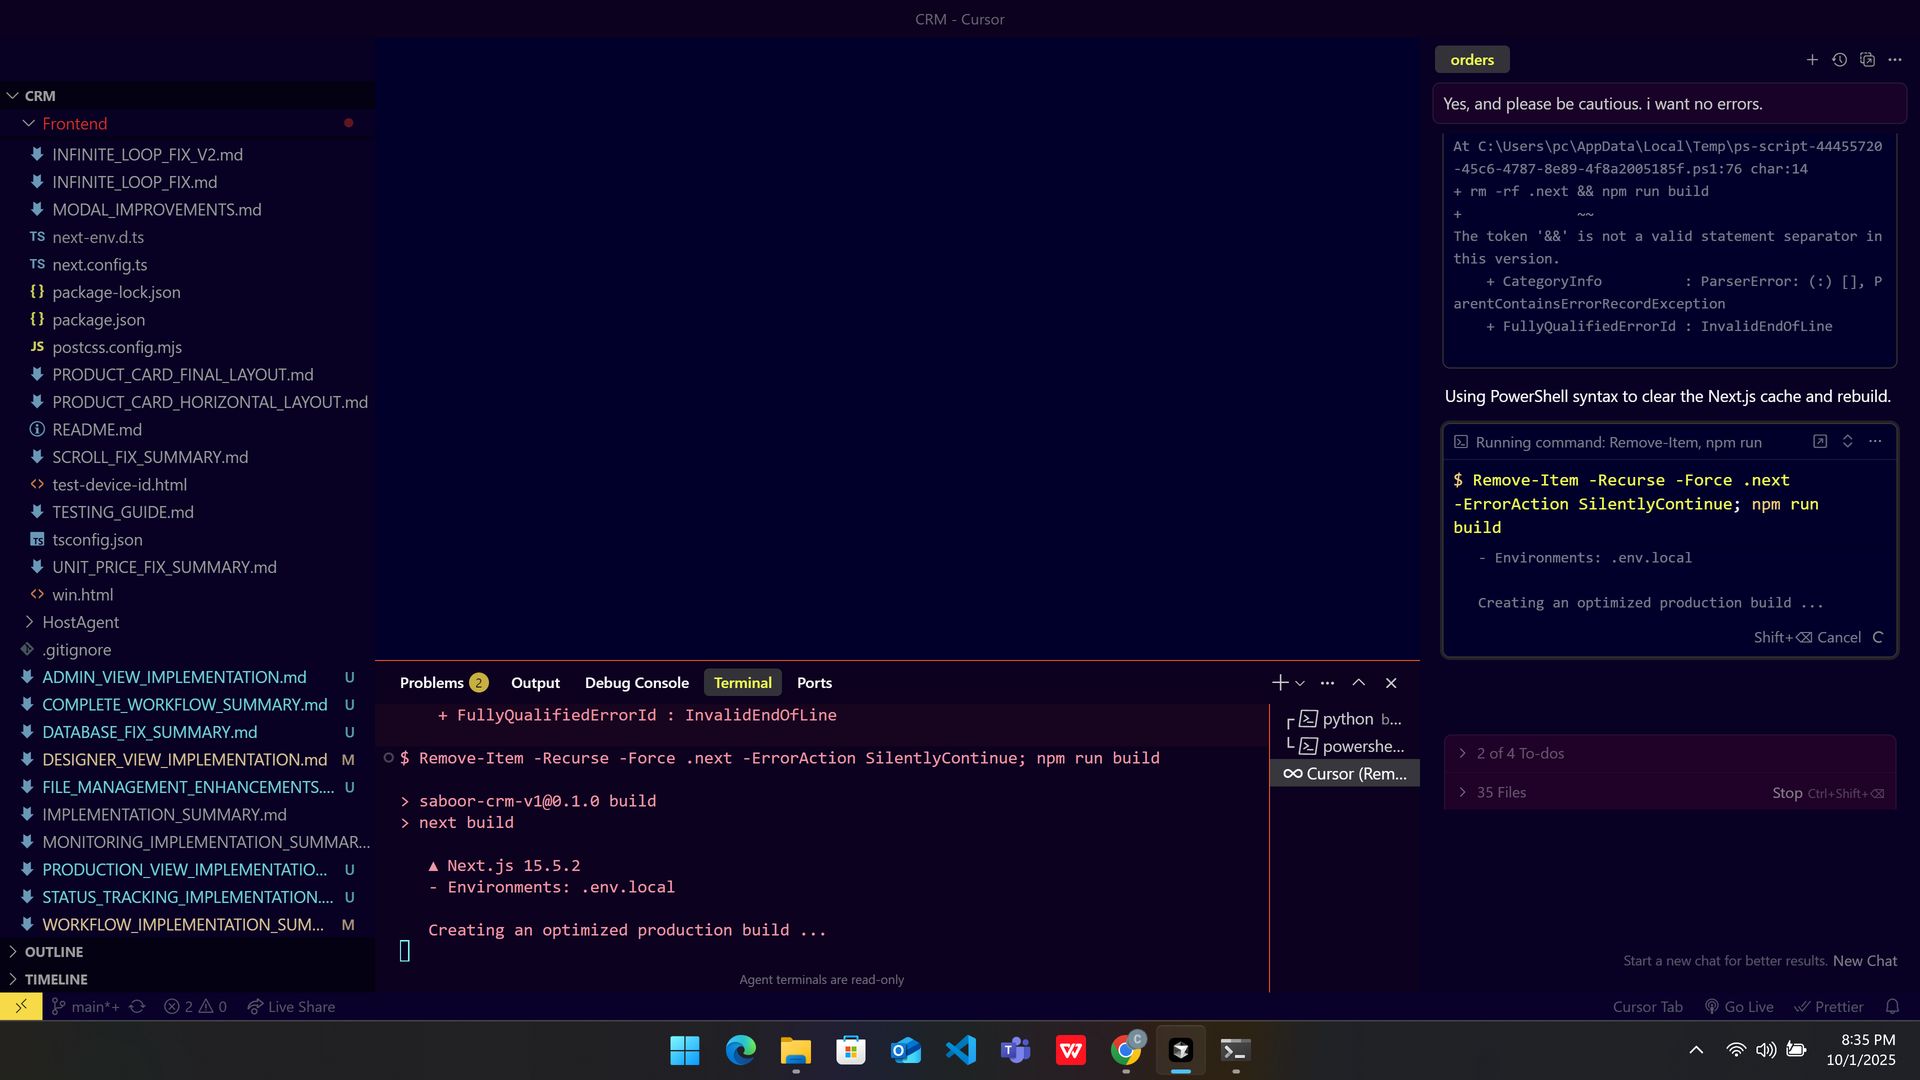 CRM - Cursor
CRM
Frontend
INFINITE_LOOP_FIX_V2.md
INFINITE_LOOP_FIX.md
MODAL_IMPROVEMENTS.md
TS next-env.d.ts
TS next.config.ts
{} package-lock.json
{} package.json
JS postcss.config.mjs
PRODUCT_CARD_FINAL_LAYOUT.md
PRODUCT_CARD_HORIZONTAL_LAYOUT.md
README.md
SCROLL_FIX_SUMMARY.md
<> test-device-id.html
TESTING_GUIDE.md
TS tsconfig.json
UNIT_PRICE_FIX_SUMMARY.md
<> win.html
HostAgent
.gitignore
ADMIN_VIEW_IMPLEMENTATION.md U
COMPLETE_WORKFLOW_SUMMARY.md U
DATABASE_FIX_SUMMARY.md U
DESIGNER_VIEW_IMPLEMENTATION.md M
FILE_MANAGEMENT_ENHANCEMENTS.... U
IMPLEMENTATION_SUMMARY.md
MONITORING_IMPLEMENTATION_SUMMAR...
PRODUCTION_VIEW_IMPLEMENTATIO... U
STATUS_TRACKING_IMPLEMENTATION.... U
WORKFLOW_IMPLEMENTATION_SUM... M
OUTLINE
TIMELINE
Problems 2 Output Debug Console Terminal Ports
+ FullyQualifiedErrorId : InvalidEndOfLine
$ Remove-Item -Recurse -Force .next -ErrorAction SilentlyContinue; npm run build
> saboor-crm-v1@0.1.0 build
> next build
▲ Next.js 15.5.2
- Environments: .env.local
Creating an optimized production build ...
Agent terminals are read-only
python b...
powershe...
Cursor (Rem...
orders
Yes, and please be cautious. i want no errors.
At C:\Users\pc\AppData\Local\Temp\ps-script-44455720
-45c6-4787-8e89-4f8a2005185f.ps1:76 char:14
+ rm -rf .next && npm run build
+ ~~
The token '&&' is not a valid statement separator in
this version.
+ CategoryInfo : ParserError: (:) [], P
arentContainsErrorRecordException
+ FullyQualifiedErrorId : InvalidEndOfLine
Using PowerShell syntax to clear the Next.js cache and rebuild.
Running command: Remove-Item, npm run
$ Remove-Item -Recurse -Force .next
-ErrorAction SilentlyContinue; npm run
build
- Environments: .env.local
Creating an optimized production build ...
Shift+⌫ Cancel
2 of 4 To-dos
35 Files Stop Ctrl+Shift+⌫
Start a new chat for better results. New Chat
main*+ 2 0 Live Share
Cursor Tab Go Live Prettier
C
8:35 PM
10/1/2025